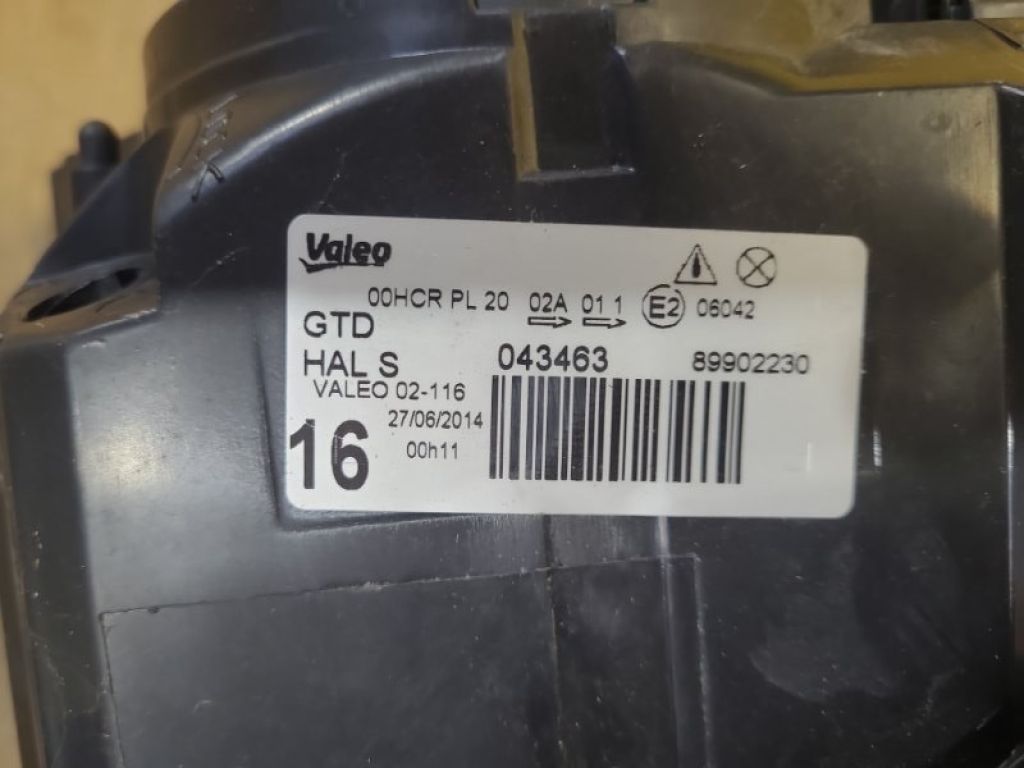 Valeo
00HCR PL 20 02A 01 1 E2 06042
GTD
HAL S 043463 89902230
VALEO 02-116
27/06/2014
16 00h11